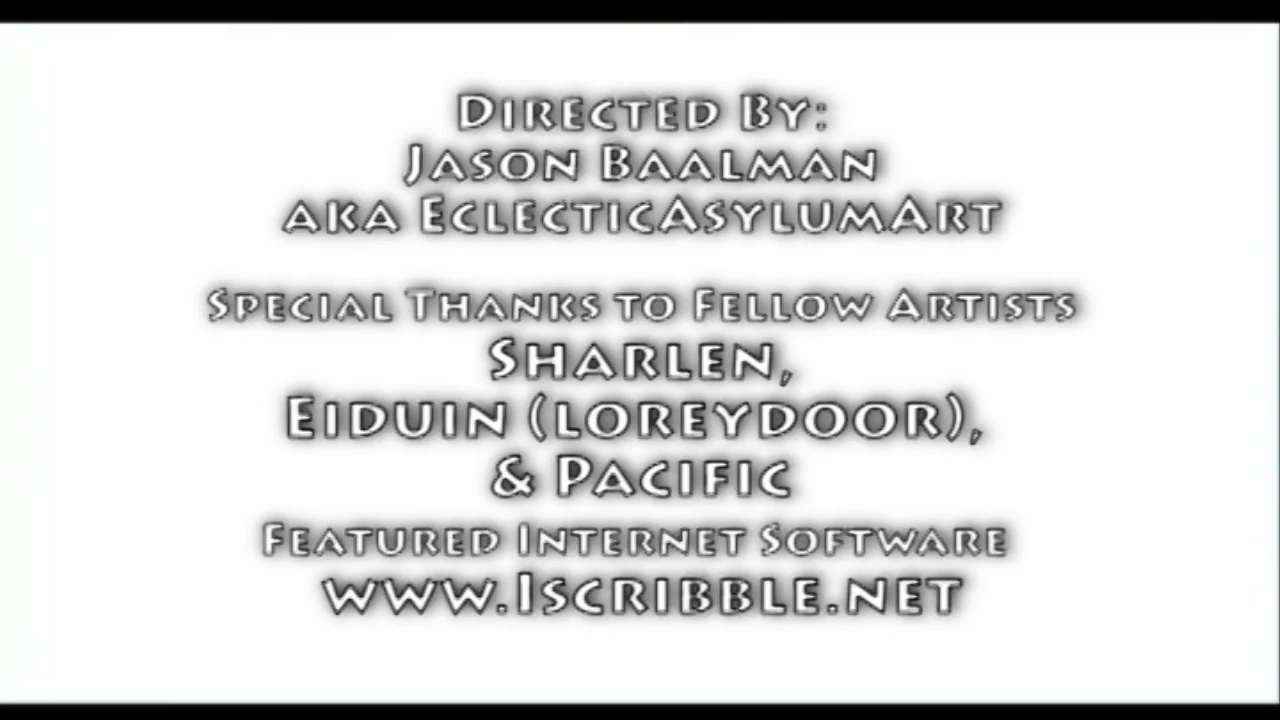 Directed By:
Jason Baalman
aka EclecticAsylumArt
Special Thanks to Fellow Artists
Sharlen,
Eiduin (loreydoor),
& Pacific
Featured Internet Software
www.Iscribble.net